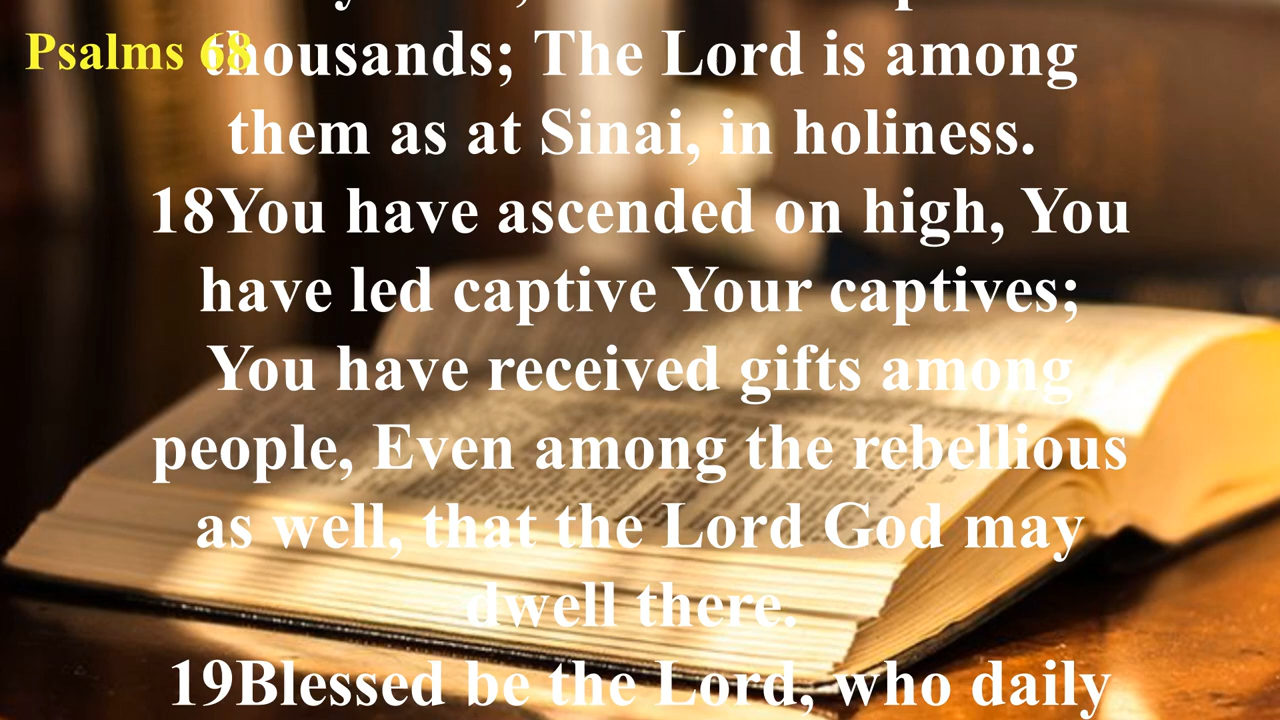 Psalms 68
thousands; The Lord is among
them as at Sinai, in holiness.
18You have ascended on high, You
have led captive Your captives;
You have received gifts among
people, Even among the rebellious
as well, that the Lord God may
dwell there.
19Blessed be the Lord, who daily